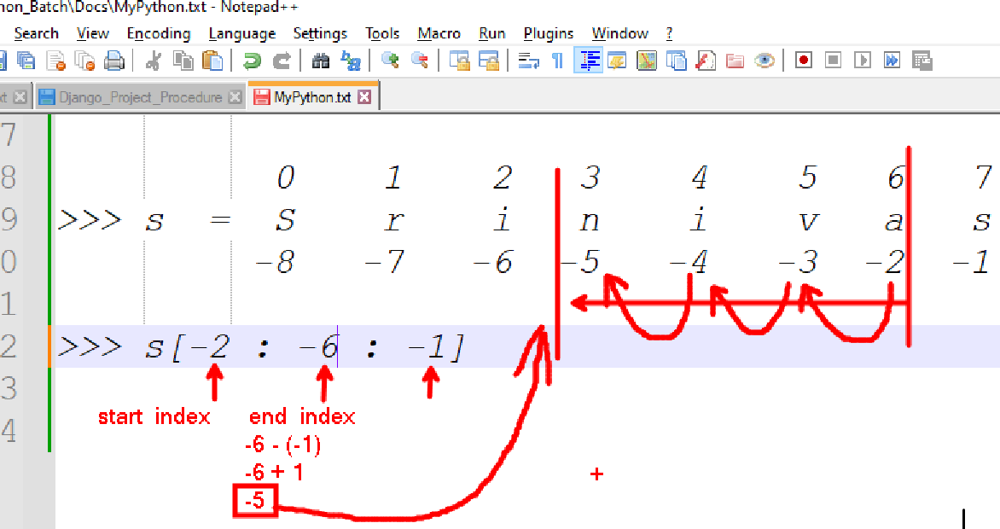 hon_Batch\Docs\MyPython.txt - Notepad++
Search View Encoding Language Settings Tools Macro Run Plugins Window ?
xt Django_Project_Procedure MyPython.txt
7
8 0 1 2 3 4 5 6 7
9 >>> s = S r i n i v a s
0 -8 -7 -6 -5 -4 -3 -2 -1
1
2 >>> s[-2 : -6 : -1]
3
start index end index
4
-6 - (-1)
-6 + 1
-5